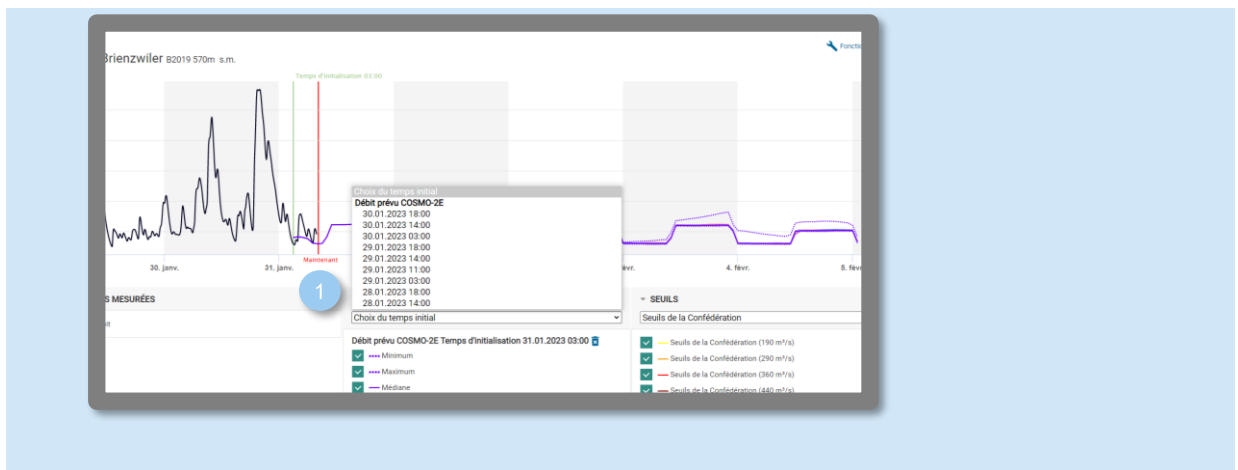 Brienzwiler B2019 570m s.m.
Foncti
Temps d'initialisation 03:00
Choix du temps initial
Débit prévu COSMO-2E
30.01.2023 18:00
30.01.2023 14:00
30.01.2023 03:00
29.01.2023 18:00
29.01.2023 14:00
29.01.2023 11:00
29.01.2023 03:00
28.01.2023 18:00
28.01.2023 14:00
Maintenant
30. janv.
31. janv.
évr.
4. févr.
5. févr
1
S MESURÉES
Choix du temps initial
SEUILS
Seuils de la Confédération
Débit prévu COSMO-2E Temps d'initialisation 31.01.2023 03:00
Minimum
Maximum
Médiane
Seuils de la Confédération (190 m³/s)
Seuils de la Confédération (290 m³/s)
Seuils de la Confédération (360 m³/s)
Seuils de la Confédération (440 m³/s)